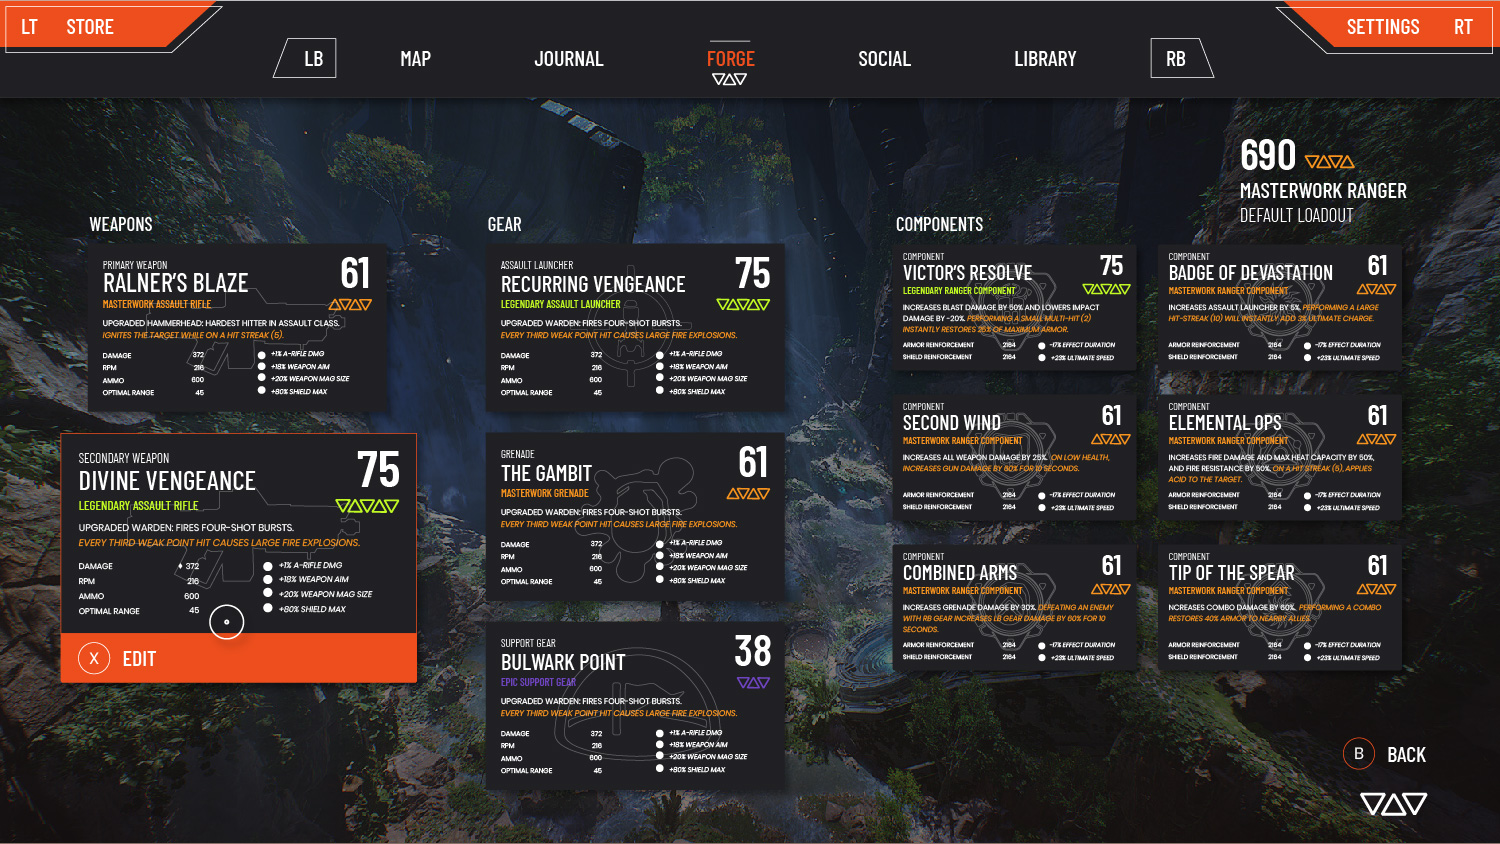 LT STORE
SETTINGS RT
LB MAP JOURNAL FORGE SOCIAL LIBRARY RB
690
MASTERWORK RANGER
DEFAULT LOADOUT
WEAPONS
PRIMARY WEAPON
RALNER'S BLAZE
61
MASTERWORK ASSAULT RIFLE
UPGRADED HAMMERHEAD: HARDEST HITTER IN ASSAULT CLASS.
IGNITES THE TARGET WHILE ON A HIT STREAK (5).
DAMAGE 372 +1% A-RIFLE DMG
RPM 216 +18% WEAPON AIM
AMMO 600 +20% WEAPON MAG SIZE
OPTIMAL RANGE 45 +80% SHIELD MAX
SECONDARY WEAPON
DIVINE VENGEANCE
75
LEGENDARY ASSAULT RIFLE
UPGRADED WARDEN: FIRES FOUR-SHOT BURSTS.
EVERY THIRD WEAK POINT HIT CAUSES LARGE FIRE EXPLOSIONS.
DAMAGE 372 +1% A-RIFLE DMG
RPM 216 +18% WEAPON AIM
AMMO 600 +20% WEAPON MAG SIZE
OPTIMAL RANGE 45 +80% SHIELD MAX
X EDIT
GEAR
ASSAULT LAUNCHER
RECURRING VENGEANCE
75
LEGENDARY ASSAULT LAUNCHER
UPGRADED WARDEN: FIRES FOUR-SHOT BURSTS.
EVERY THIRD WEAK POINT HIT CAUSES LARGE FIRE EXPLOSIONS.
DAMAGE 372 +1% A-RIFLE DMG
RPM 216 +18% WEAPON AIM
AMMO 600 +20% WEAPON MAG SIZE
OPTIMAL RANGE 45 +80% SHIELD MAX
GRENADE
THE GAMBIT
61
MASTERWORK GRENADE
UPGRADED WARDEN: FIRES FOUR-SHOT BURSTS.
EVERY THIRD WEAK POINT HIT CAUSES LARGE FIRE EXPLOSIONS.
DAMAGE 372 +1% A-RIFLE DMG
RPM 216 +18% WEAPON AIM
AMMO 600 +20% WEAPON MAG SIZE
OPTIMAL RANGE 45 +80% SHIELD MAX
SUPPORT GEAR
BULWARK POINT
38
EPIC SUPPORT GEAR
UPGRADED WARDEN: FIRES FOUR-SHOT BURSTS.
EVERY THIRD WEAK POINT HIT CAUSES LARGE FIRE EXPLOSIONS.
DAMAGE 372 +1% A-RIFLE DMG
RPM 216 +18% WEAPON AIM
AMMO 600 +20% WEAPON MAG SIZE
OPTIMAL RANGE 45 +80% SHIELD MAX
COMPONENTS
COMPONENT
VICTOR'S RESOLVE
75
LEGENDARY RANGER COMPONENT
INCREASES BLAST DAMAGE BY 50% AND LOWERS IMPACT
DAMAGE BY -20%. PERFORMING A SMALL MULTI-HIT (2)
INSTANTLY RESTORES 25% OF MAXIMUM ARMOR.
ARMOR REINFORCEMENT 2164 -17% EFFECT DURATION
SHIELD REINFORCEMENT 2164 +23% ULTIMATE SPEED
COMPONENT
BADGE OF DEVASTATION
61
MASTERWORK RANGER COMPONENT
INCREASES ASSAULT LAUNCHER BY 5%. PERFORMING A LARGE
HIT-STREAK (10) WILL INSTANTLY ADD 3% ULTIMATE CHARGE.
ARMOR REINFORCEMENT 2164 -17% EFFECT DURATION
SHIELD REINFORCEMENT 2164 +23% ULTIMATE SPEED
COMPONENT
SECOND WIND
61
MASTERWORK RANGER COMPONENT
INCREASES ALL WEAPON DAMAGE BY 25%. ON LOW HEALTH,
INCREASES GUN DAMAGE BY 60% FOR 10 SECONDS.
ARMOR REINFORCEMENT 2164 -17% EFFECT DURATION
SHIELD REINFORCEMENT 2164 +23% ULTIMATE SPEED
COMPONENT
ELEMENTAL OPS
61
MASTERWORK RANGER COMPONENT
INCREASES FIRE DAMAGE AND MAX HEAT CAPACITY BY 50%,
AND FIRE RESISTANCE BY 50%. ON A HIT STREAK (5), APPLIES
ACID TO THE TARGET.
ARMOR REINFORCEMENT 2164 -17% EFFECT DURATION
SHIELD REINFORCEMENT 2164 +23% ULTIMATE SPEED
COMPONENT
COMBINED ARMS
61
MASTERWORK RANGER COMPONENT
INCREASES GRENADE DAMAGE BY 30%. DEFEATING AN ENEMY
WITH RB GEAR INCREASES LB GEAR DAMAGE BY 60% FOR 10
SECONDS.
ARMOR REINFORCEMENT 2164 -17% EFFECT DURATION
SHIELD REINFORCEMENT 2164 +23% ULTIMATE SPEED
COMPONENT
TIP OF THE SPEAR
61
MASTERWORK RANGER COMPONENT
NCREASES COMBO DAMAGE BY 60%. PERFORMING A COMBO
RESTORES 40% ARMOR TO NEARBY ALLIES.
ARMOR REINFORCEMENT 2164 -17% EFFECT DURATION
SHIELD REINFORCEMENT 2164 +23% ULTIMATE SPEED
B BACK